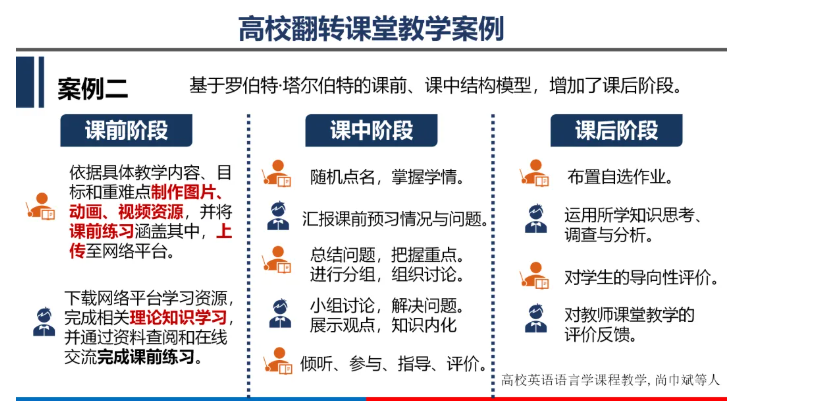 高校翻转课堂教学案例
案例二
基于罗伯特·塔尔伯特的课前、课中结构模型，增加了课后阶段。
课前阶段
依据具体教学内容、目
标和重难点制作图片、
动画、视频资源，并将
课前练习涵盖其中，上
传至网络平台。
下载网络平台学习资源，
完成相关理论知识学习，
并通过资料查阅和在线
交流完成课前练习。
课中阶段
随机点名，掌握学情。
汇报课前预习情况与问题。
总结问题，把握重点。
进行分组，组织讨论。
小组讨论，解决问题。
展示观点，知识内化
倾听、参与、指导、评价。
课后阶段
布置自选作业。
运用所学知识思考、
调查与分析。
对学生的导向性评价。
对教师课堂教学的
评价反馈。
高校英语语言学课程教学, 尚巾斌等人